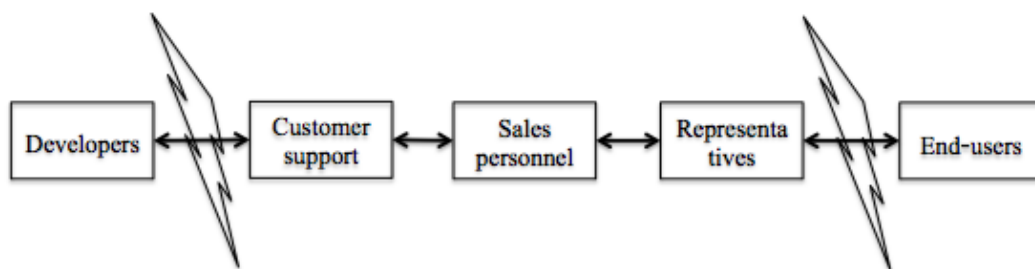 Developers
Customer
support
Sales
personnel
Representa
tives
End-users